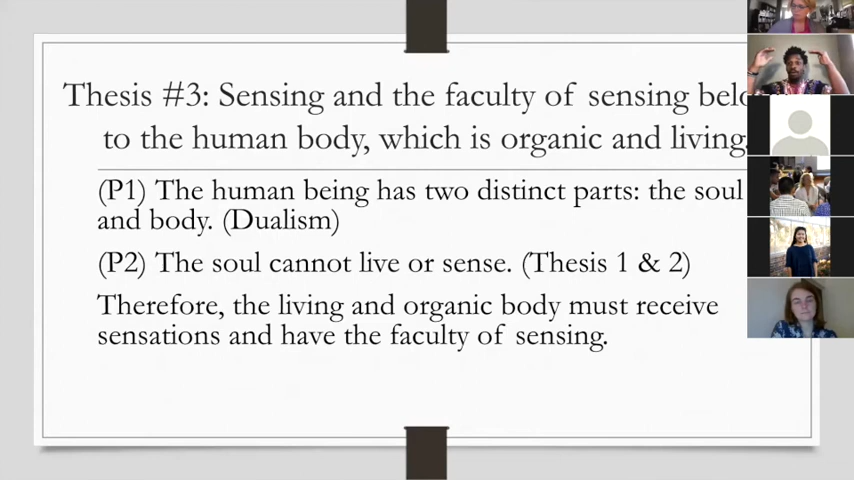 Thesis #3: Sensing and the faculty of sensing
to the human body, which is organic and living.
(P1) The human being has two distinct parts: the soul
and body. (Dualism)
(P2) The soul cannot live or sense. (Thesis 1 & 2)
Therefore, the living and organic body must receive
sensations and have the faculty of sensing.